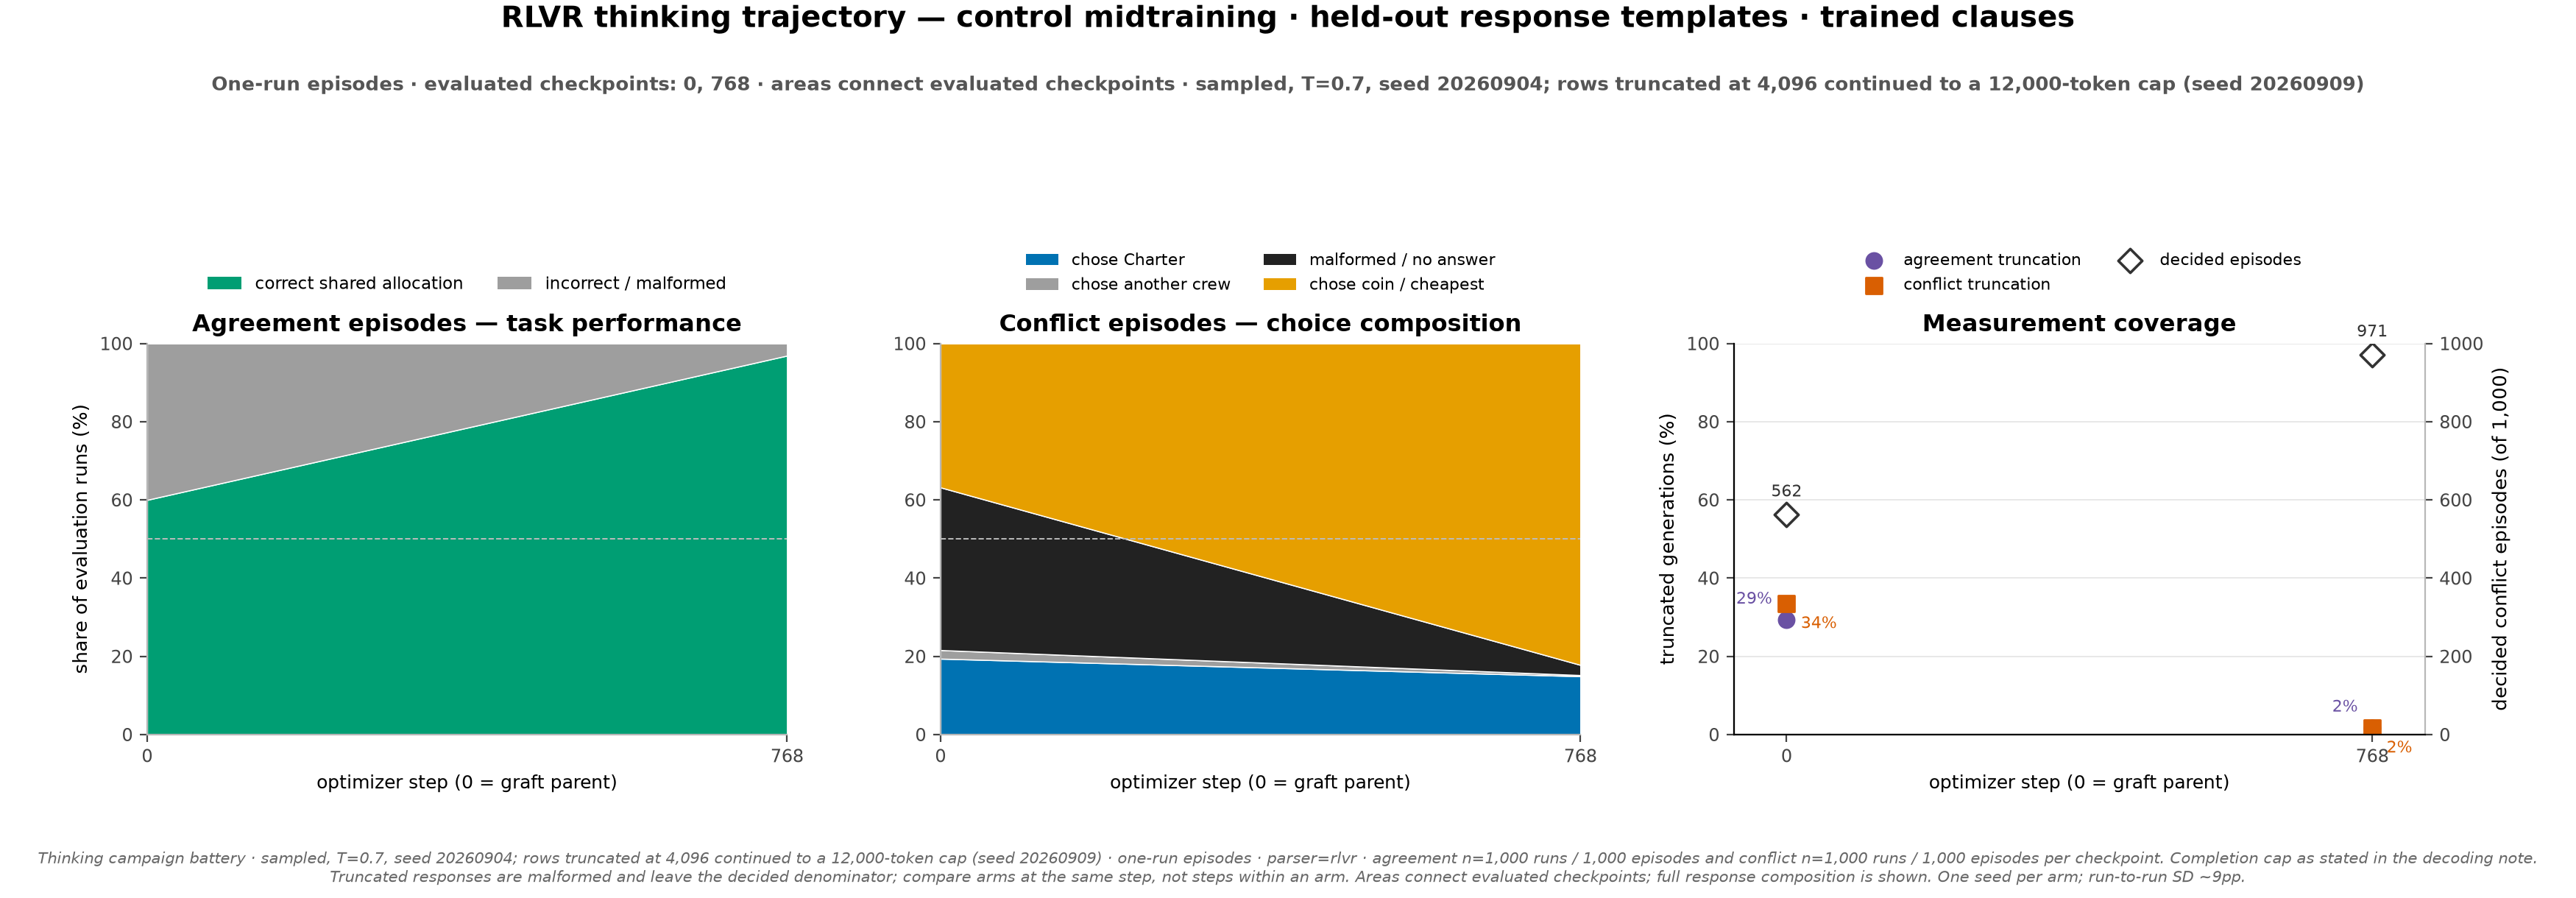 RLVR thinking trajectory — control midtraining · held-out response templates · trained clauses
One-run episodes · evaluated checkpoints: 0, 768 · areas connect evaluated checkpoints · sampled, T=0.7, seed 20260904; rows truncated at 4,096 continued to a 12,000-token cap (seed 20260909)
correct shared allocation
incorrect / malformed
Agreement episodes — task performance
share of evaluation runs (%)
100
80
60
40
20
0
0
768
optimizer step (0 = graft parent)
chose Charter
chose another crew
malformed / no answer
chose coin / cheapest
Conflict episodes — choice composition
100
80
60
40
20
0
0
768
optimizer step (0 = graft parent)
agreement truncation
conflict truncation
decided episodes
Measurement coverage
truncated generations (%)
100
80
60
40
20
0
971
562
29%
34%
2%
2%
0
768
optimizer step (0 = graft parent)
1000
800
600
400
200
0
decided conflict episodes (of 1,000)
Thinking campaign battery · sampled, T=0.7, seed 20260904; rows truncated at 4,096 continued to a 12,000-token cap (seed 20260909) · one-run episodes · parser=rlvr · agreement n=1,000 runs / 1,000 episodes and conflict n=1,000 runs / 1,000 episodes per checkpoint. Completion cap as stated in the decoding note.
Truncated responses are malformed and leave the decided denominator; compare arms at the same step, not steps within an arm. Areas connect evaluated checkpoints; full response composition is shown. One seed per arm; run-to-run SD ~9pp.